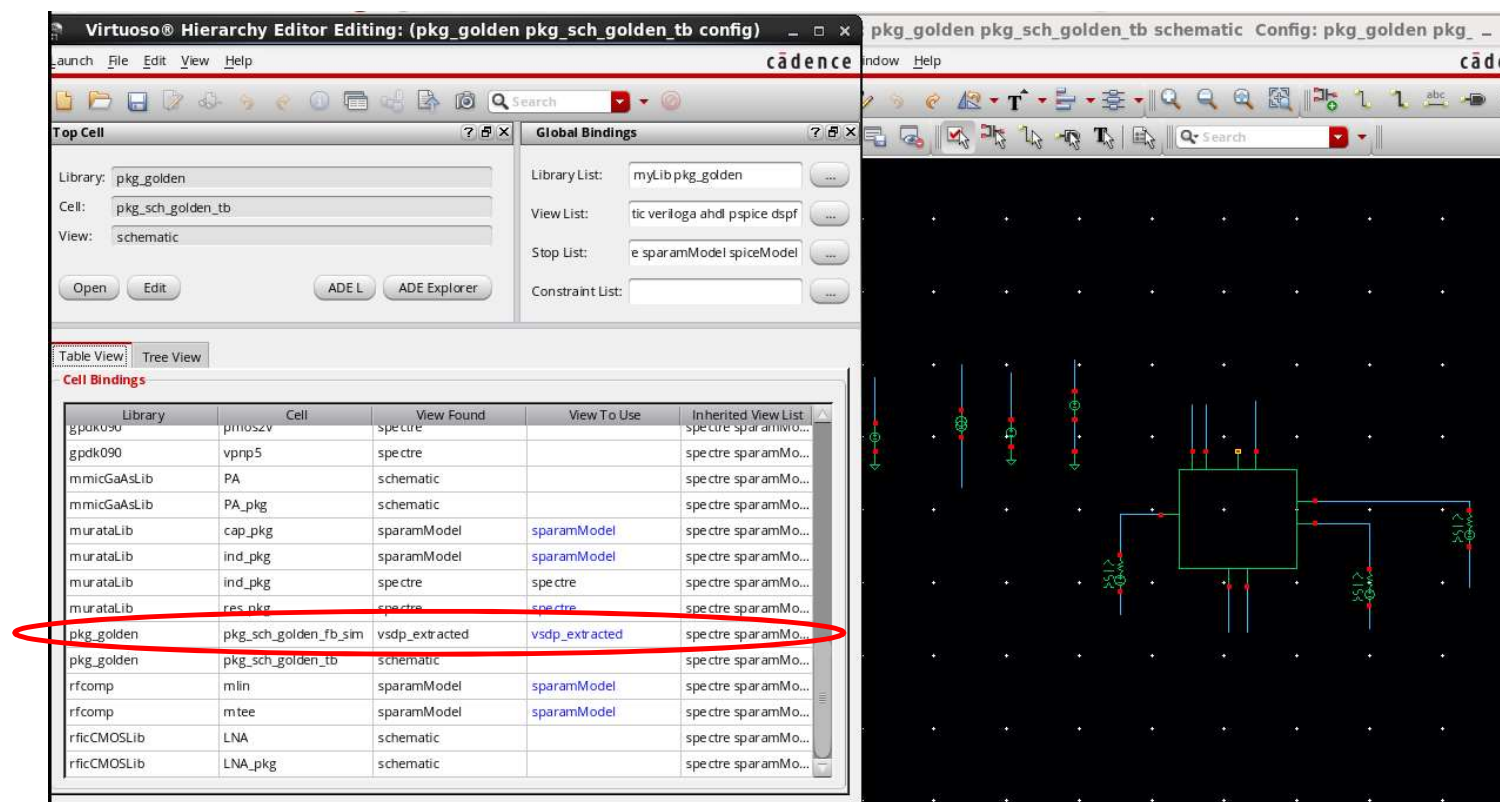 Virtuoso® Hierarchy Editor Editing: (pkg_golden pkg_sch_golden_tb config)
Launch File Edit View Help
cādence
Search
Top Cell
Library: pkg_golden
Cell: pkg_sch_golden_tb
View: schematic
Open Edit ADE L ADE Explorer
Global Bindings
Library List: myLib pkg_golden ...
View List: tic veriloga ahdl pspice dspf ...
Stop List: e sparamModel spiceModel ...
Constraint List: ...
Table View Tree View
Cell Bindings
Library Cell View Found View To Use Inherited View List
gpdk090 pmos2v spectre spectre sparamMo...
gpdk090 vpnp5 spectre spectre sparamMo...
mmicGaAsLib PA schematic spectre sparamMo...
mmicGaAsLib PA_pkg schematic spectre sparamMo...
murataLib cap_pkg sparamModel sparamModel spectre sparamMo...
murataLib ind_pkg sparamModel sparamModel spectre sparamMo...
murataLib ind_pkg spectre spectre spectre sparamMo...
murataLib res_pkg spectre spectre spectre sparamMo...
pkg_golden pkg_sch_golden_fb_sim vsdp_extracted vsdp_extracted spectre sparamMo...
pkg_golden pkg_sch_golden_tb schematic spectre sparamMo...
rfcomp mlin sparamModel sparamModel spectre sparamMo...
rfcomp mtee sparamModel sparamModel spectre sparamMo...
rficCMOSLib LNA schematic spectre sparamMo...
rficCMOSLib LNA_pkg schematic spectre sparamMo...
pkg_golden pkg_sch_golden_tb schematic Config: pkg_golden pkg_
indow Help
cād
abc
Search